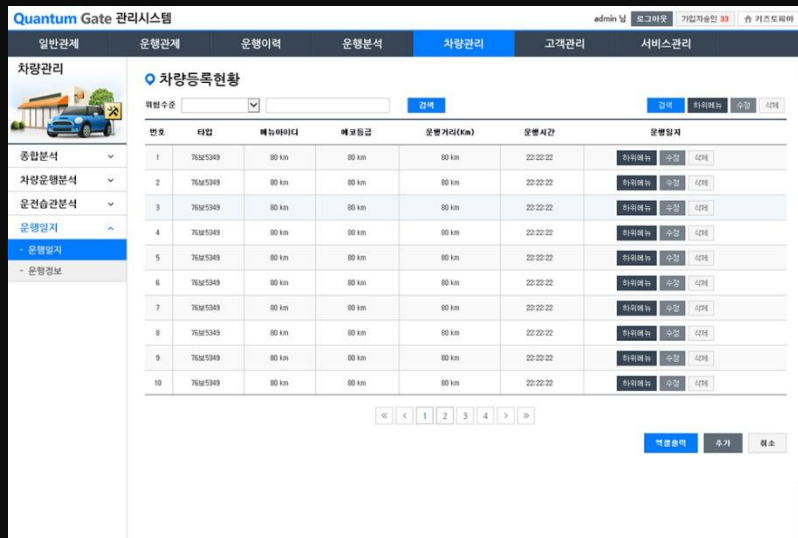 Quantum Gate 관리시스템
admin 님 로그아웃 가입자승인 33 키즈토피아
일반관제 운행관제 운행이력 운행분석 차량관리 고객관리 서비스관리
차량관리
종합분석
차량운행분석
운전습관분석
운행일지
- 운행일지
- 운행정보
차량등록현황
위험수준 검색 검색 하위메뉴 수정 삭제
번호 타입 메뉴아이디 에코등급 운행거리(Km) 운행시간 운행일지
1 76보5349 80 km 80 km 80 km 22:22:22 하위메뉴 수정 삭제
2 76보5349 80 km 80 km 80 km 22:22:22 하위메뉴 수정 삭제
3 76보5349 80 km 80 km 80 km 22:22:22 하위메뉴 수정 삭제
4 76보5349 80 km 80 km 80 km 22:22:22 하위메뉴 수정 삭제
5 76보5349 80 km 80 km 80 km 22:22:22 하위메뉴 수정 삭제
6 76보5349 80 km 80 km 80 km 22:22:22 하위메뉴 수정 삭제
7 76보5349 80 km 80 km 80 km 22:22:22 하위메뉴 수정 삭제
8 76보5349 80 km 80 km 80 km 22:22:22 하위메뉴 수정 삭제
9 76보5349 80 km 80 km 80 km 22:22:22 하위메뉴 수정 삭제
10 76보5349 80 km 80 km 80 km 22:22:22 하위메뉴 수정 삭제
« < 1 2 3 4 > »
엑셀출력 추가 취소